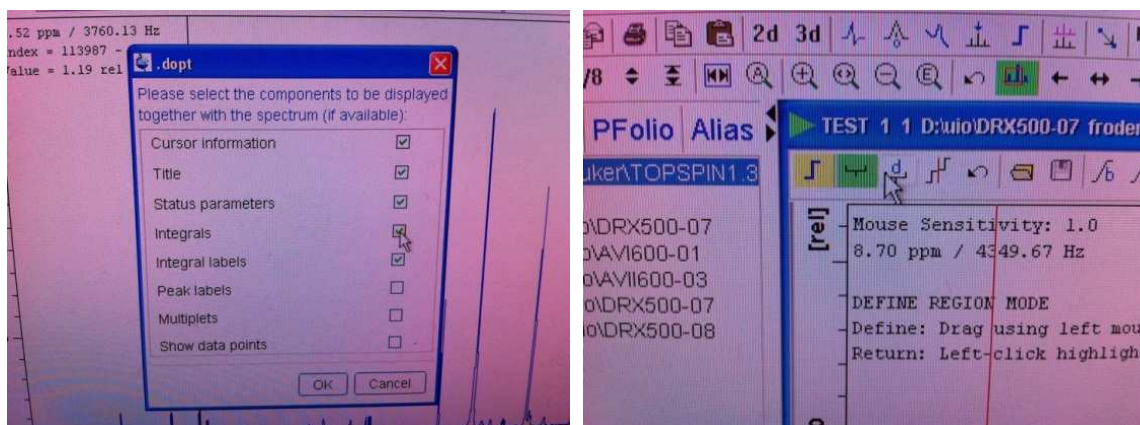 .52 ppm / 3760.13 Hz
ndex = 113987 -
alue = 1.19 rel
.dopt
Please select the components to be displayed
together with the spectrum (if available):
Cursor information
Title
Status parameters
Integrals
Integral labels
Peak labels
Multiplets
Show data points
OK Cancel
2d 3d
/8
PFolio Alias
TEST 1 1 D:\uio\DRX500-07 froder
uker\TOPSPIN1.3
d
[rel]
Mouse Sensitivity: 1.0
8.70 ppm / 4349.67 Hz
DEFINE REGION MODE
Define: Drag using left mou
Return: Left-click highligh
o\DRX500-07
o\AVI600-01
o\AVII600-03
o\DRX500-07
io\DRX500-08